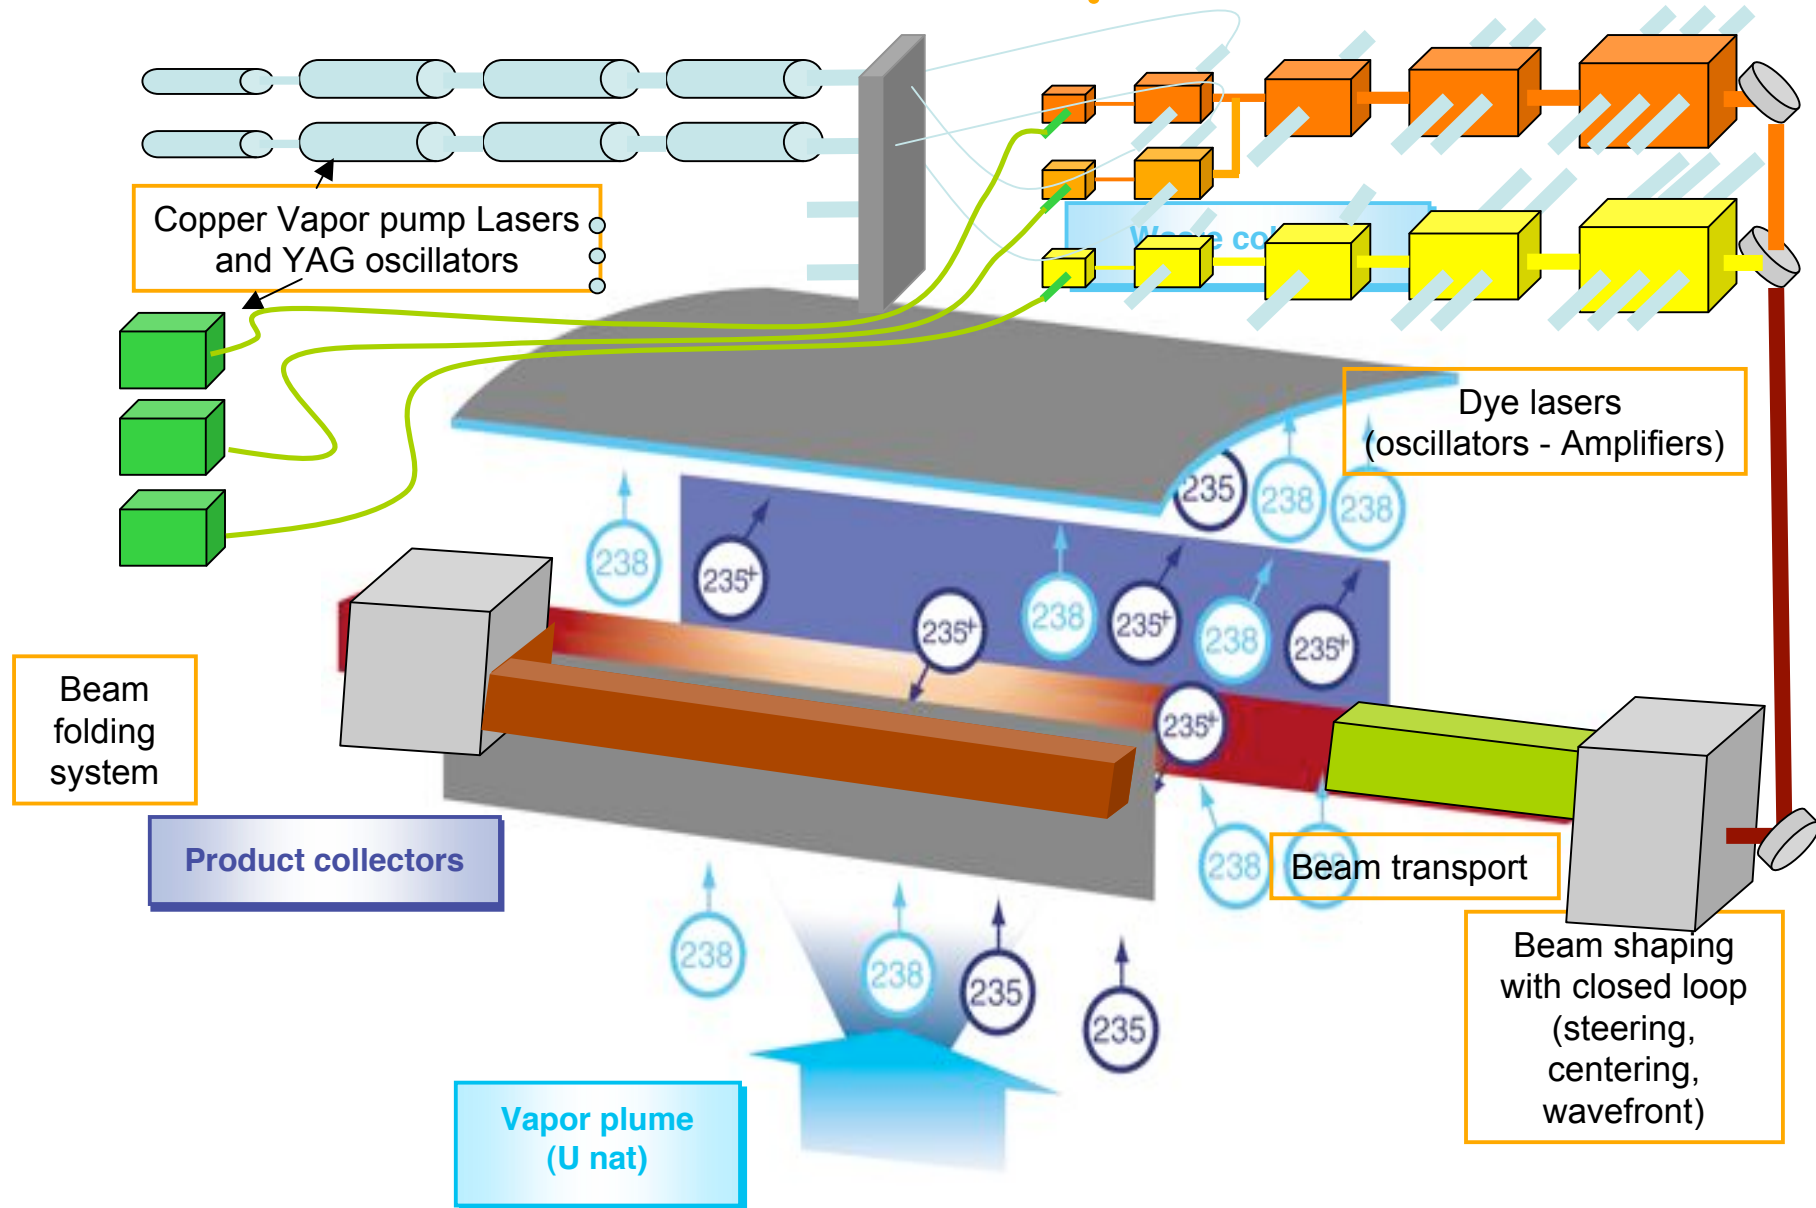 Copper Vapor pump Lasers
and YAG oscillators
Dye lasers
(oscillators - Amplifiers)
235
238
238
238
235+
235+
238
235+
238
235+
235+
Beam
folding
system
Product collectors
238
Beam transport
238
238
235
235
Beam shaping
with closed loop
(steering,
centering,
wavefront)
Vapor plume
(U nat)